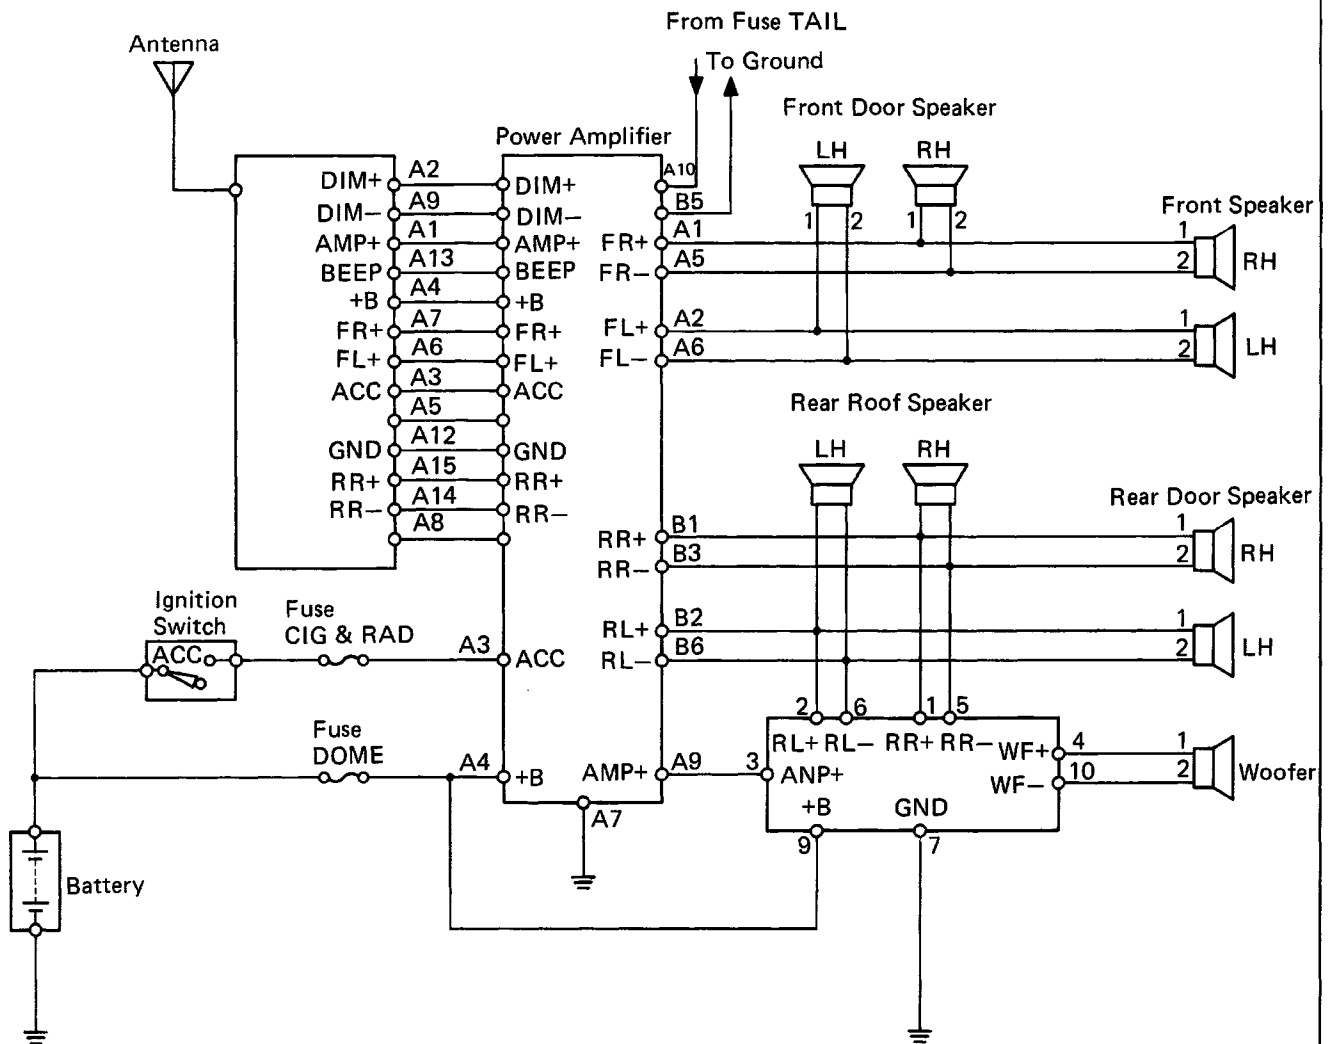 From Fuse TAIL
To Ground
Antenna
Power Amplifier
Front Door Speaker
LH RH
1 2 1 2
Front Speaker
DIM+ A2 DIM+
DIM− A9 DIM−
AMP+ A1 AMP+
BEEP A13 BEEP
+B A4 +B
FR+ A7 FR+
FL+ A6 FL+
ACC A3 ACC
A5
GND A12 GND
RR+ A15 RR+
RR− A14 RR−
A8
A10
B5
FR+ A1 1
FR− A5 2
RH
FL+ A2 1
FL− A6 2
LH
Rear Roof Speaker
LH RH
Rear Door Speaker
RR+ B1 1
RR− B3 2
RH
RL+ B2 1
RL− B6 2
LH
Ignition
Switch
ACC
Fuse
CIG & RAD
A3 ACC
Fuse
DOME
A4 +B
AMP+ A9 3 ANP+
A7
2 6 1 5
RL+ RL− RR+ RR−
WF+ 4 1
WF− 10 2
Woofer
+B GND
9 7
Battery